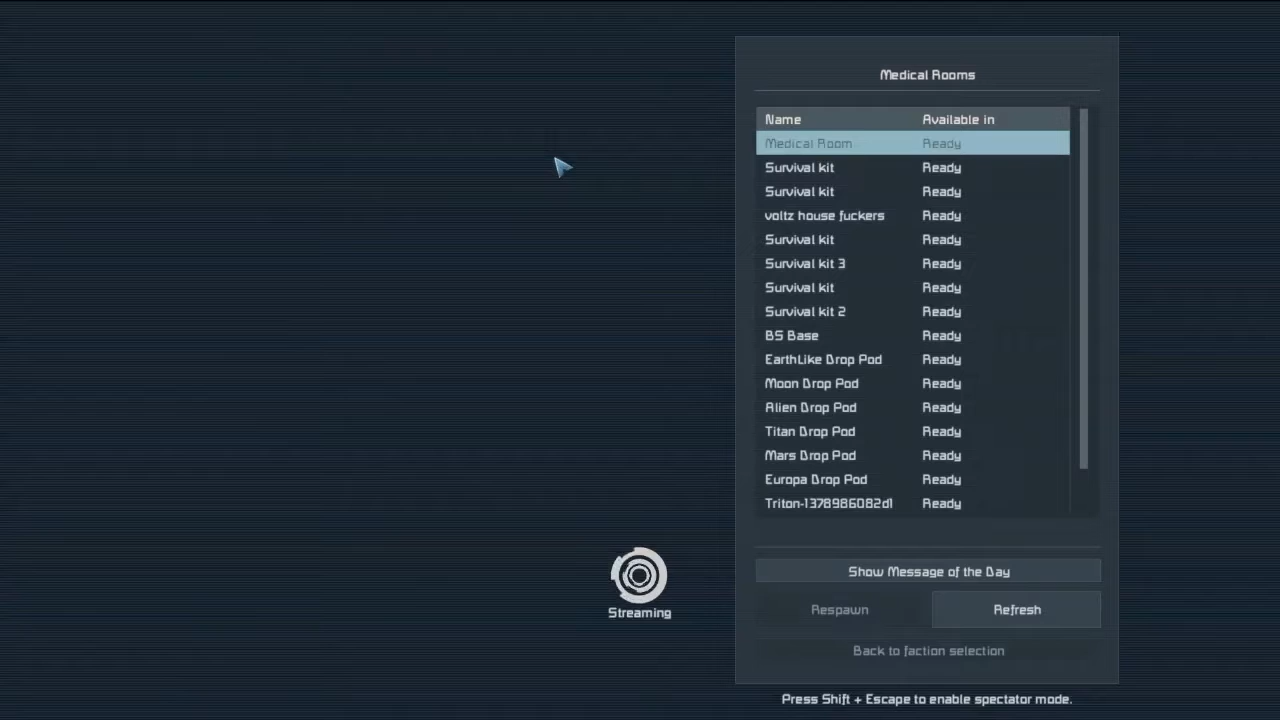 Medical Rooms
Name Available in
Medical Room Ready
Survival kit Ready
Survival kit Ready
voltz house fuckers Ready
Survival kit Ready
Survival kit 3 Ready
Survival kit Ready
Survival kit 2 Ready
BS Base Ready
EarthLike Drop Pod Ready
Moon Drop Pod Ready
Alien Drop Pod Ready
Titan Drop Pod Ready
Mars Drop Pod Ready
Europa Drop Pod Ready
Triton-1378986082d1 Ready
Show Message of the Day
Respawn Refresh
Streaming
Back to faction selection
Press Shift + Escape to enable spectator mode.